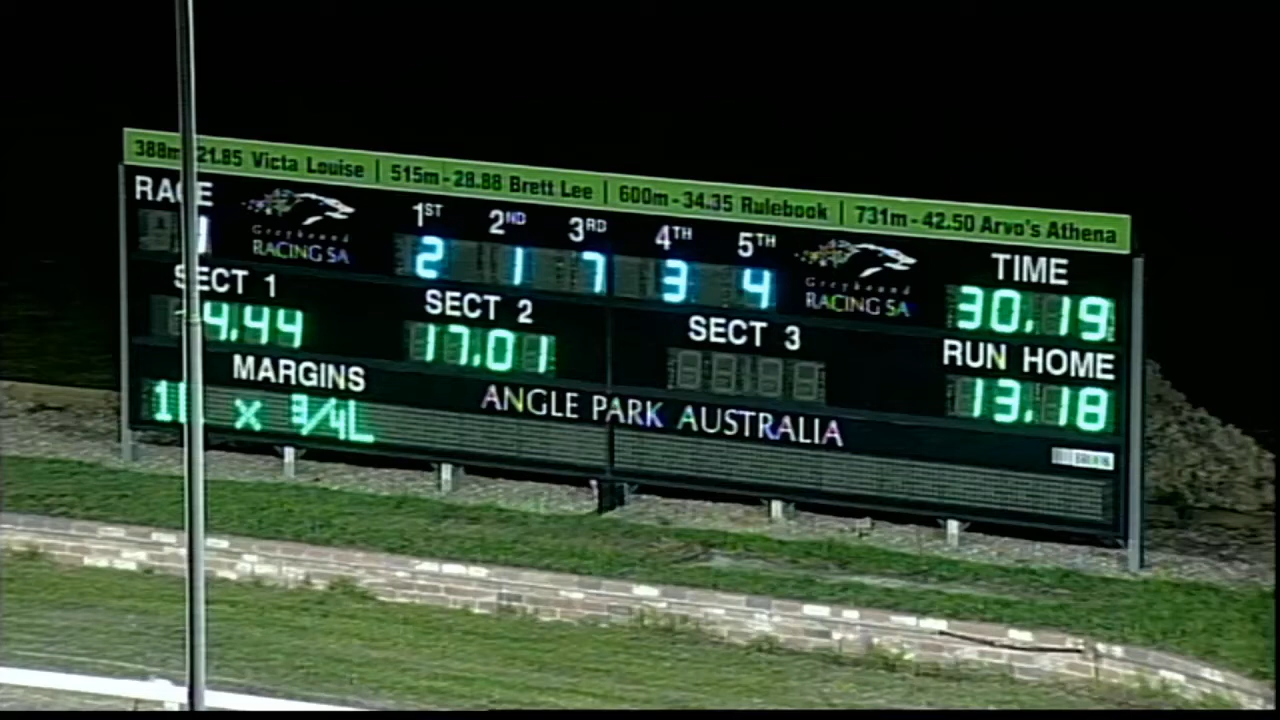 388m - 21.85 Victa Louise | 515m - 28.88 Brett Lee | 600m - 34.35 Rulebook | 731m - 42.50 Arvo's Athena
RACE
Greyhound
RACING SA
1ST 2ND 3RD 4TH 5TH
Greyhound
RACING SA
TIME
1
2 1 7 3 4
30.19
SECT 1
SECT 2
SECT 3
RUN HOME
4.44
17.01
13.18
MARGINS
ANGLE PARK AUSTRALIA
x 3/4L